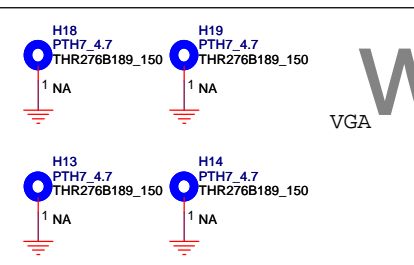 H18
PTH7_4.7
THR276B189_150
1 NA
H19
PTH7_4.7
THR276B189_150
1 NA
W
VGA
H13
PTH7_4.7
THR276B189_150
1 NA
H14
PTH7_4.7
THR276B189_150
1 NA